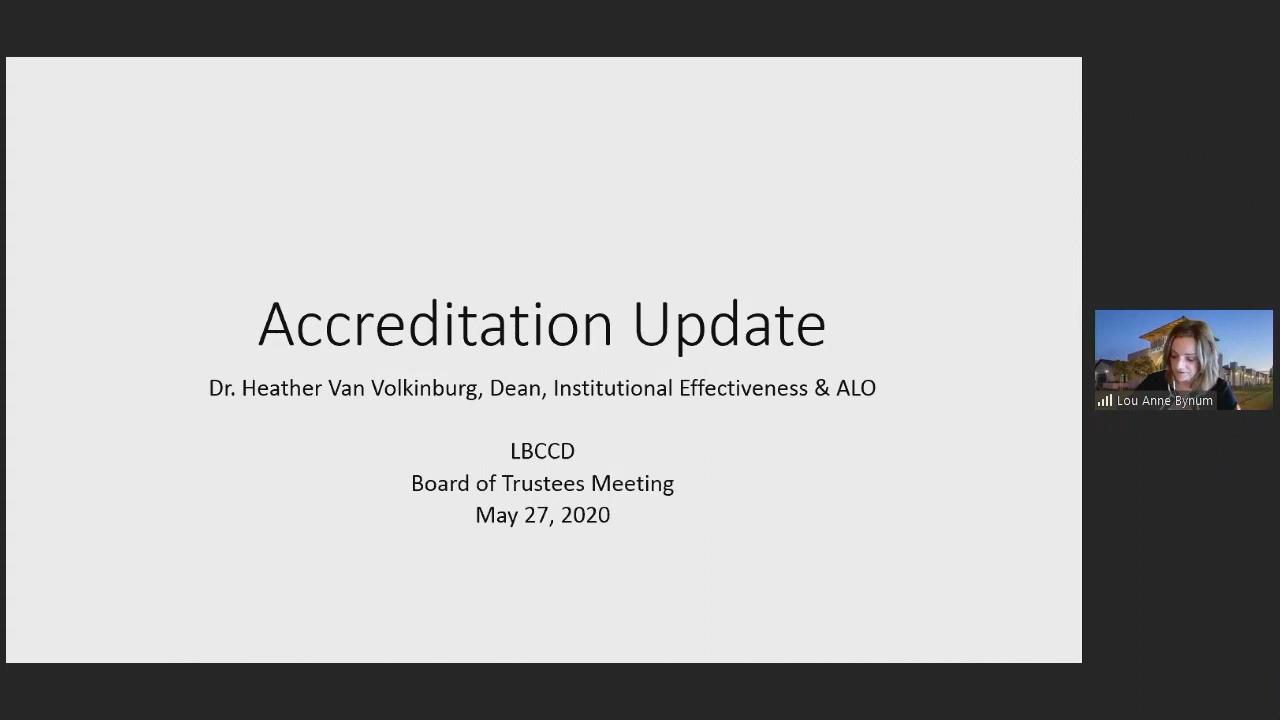 Accreditation Update
Dr. Heather Van Volkinburg, Dean, Institutional Effectiveness & ALO
LBCCD
Board of Trustees Meeting
May 27, 2020
Lou Anne Bynum